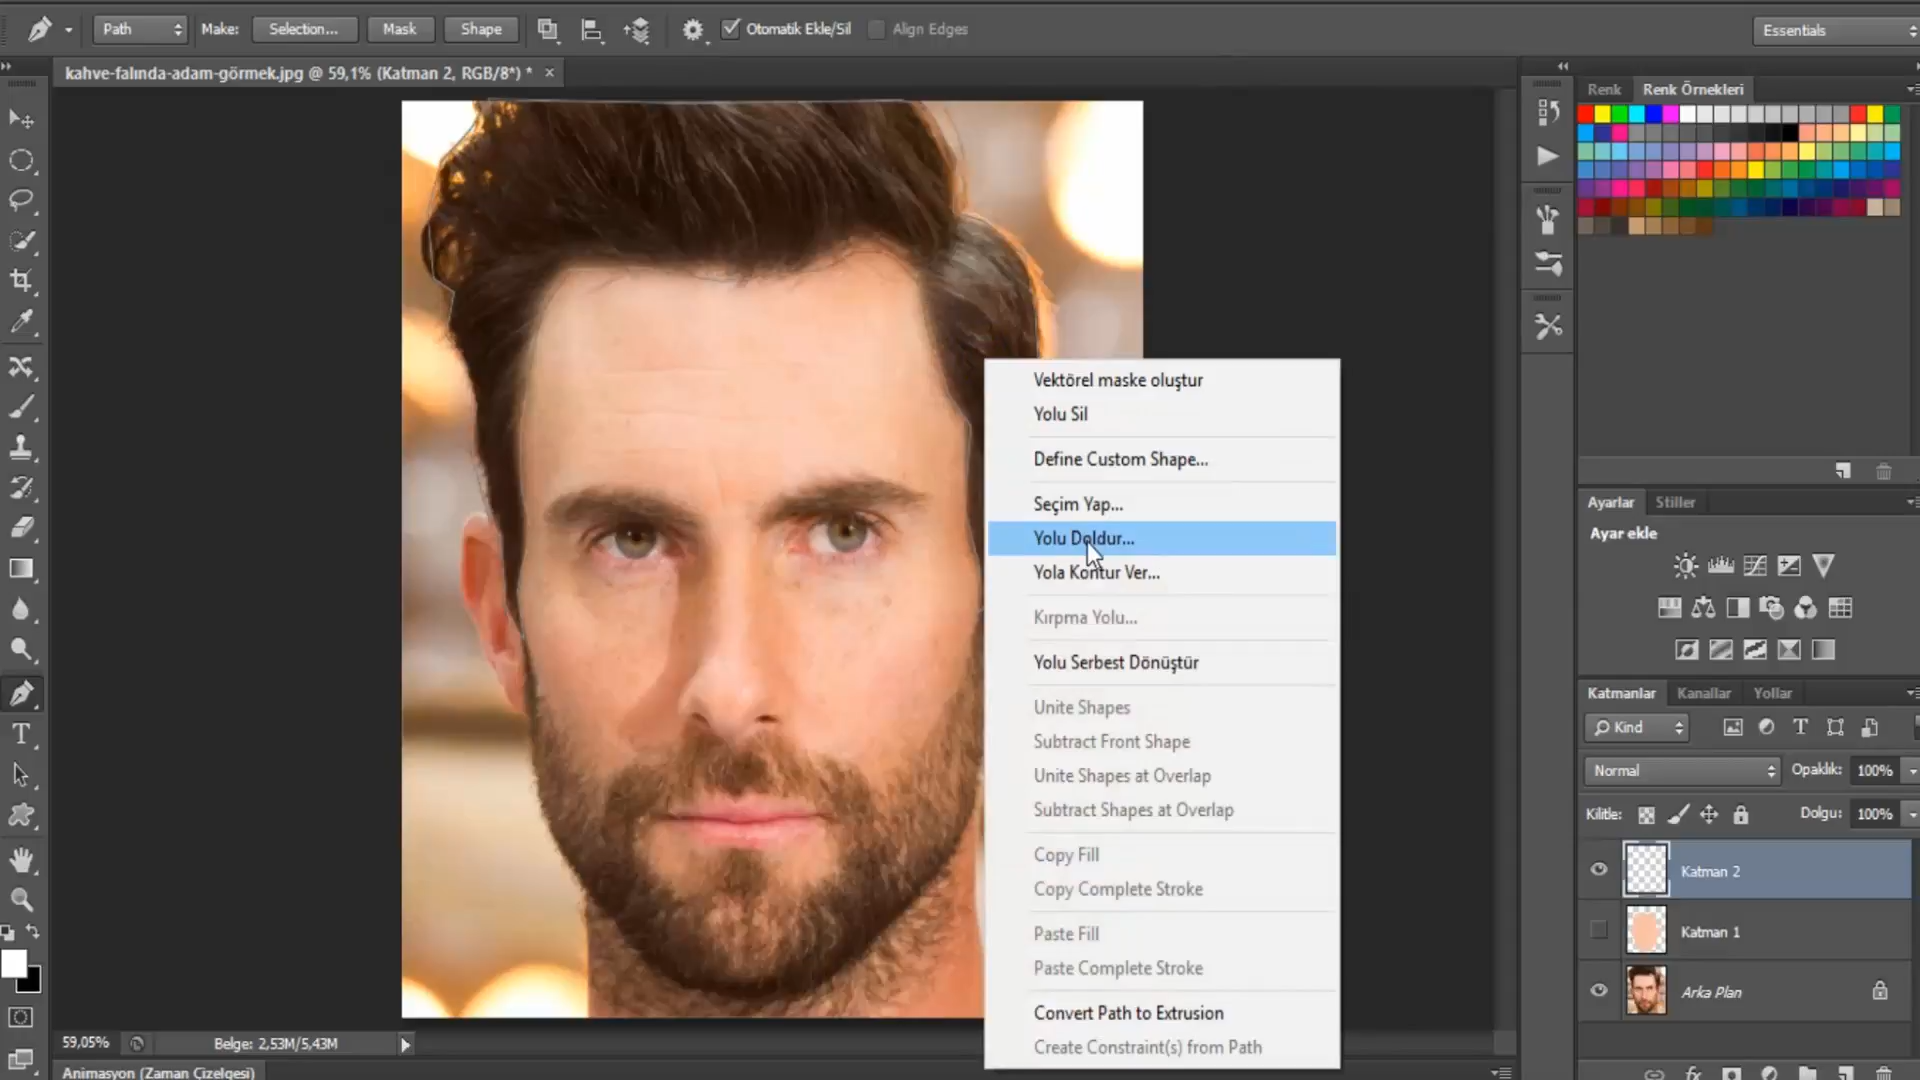 Path
Make:
Selection...
Mask
Shape
Otomatik Ekle/Sil
Align Edges
Essentials
kahve-falında-adam-görmek.jpg @ 59,1% (Katman 2, RGB/8*) *
Renk
Renk Örnekleri
Vektörel maske oluştur
Yolu Sil
Define Custom Shape...
Seçim Yap...
Yolu Doldur...
Yola Kontur Ver...
Kırpma Yolu...
Yolu Serbest Dönüştür
Unite Shapes
Subtract Front Shape
Unite Shapes at Overlap
Subtract Shapes at Overlap
Copy Fill
Copy Complete Stroke
Paste Fill
Paste Complete Stroke
Convert Path to Extrusion
Create Constraint(s) from Path
Ayarlar
Stiller
Ayar ekle
Katmanlar
Kanallar
Yollar
Kind
Normal
Opaklık: 100%
Kilitle:
Dolgu: 100%
Katman 2
Katman 1
Arka Plan
59,05%
Belge: 2,53M/5,43M
Animasyon (Zaman Çizelgesi)